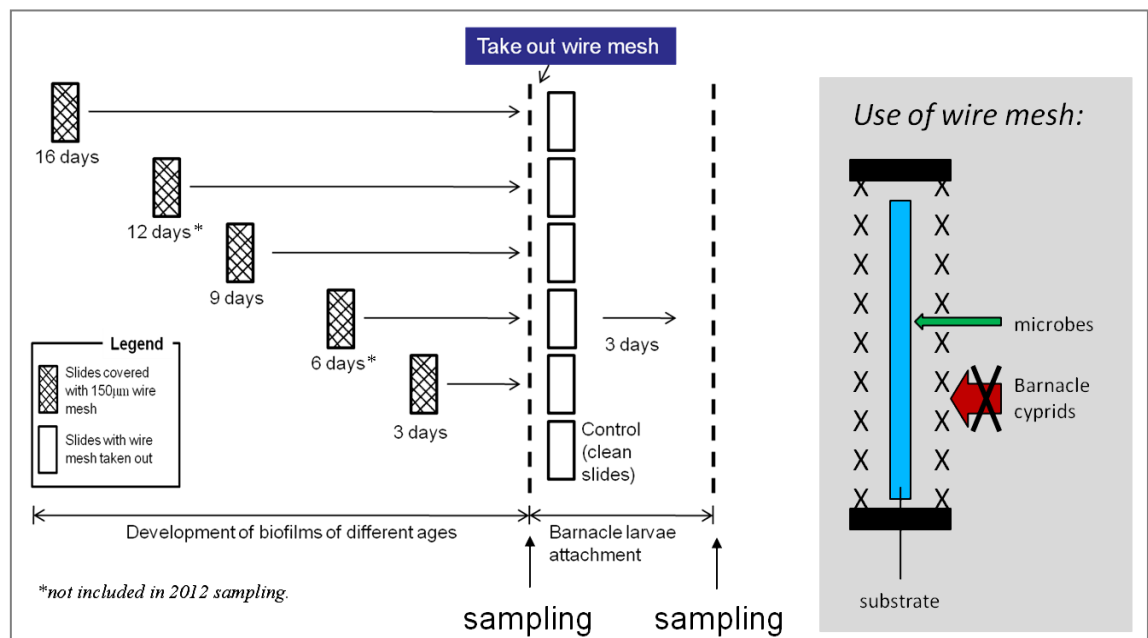 Take out wire mesh
16 days
12 days *
9 days
6 days *
3 days
3 days
Control
(clean
slides)
Legend
Slides covered
with 150µm wire
mesh
Slides with wire
mesh taken out
Development of biofilms of different ages
Barnacle larvae
attachment
*not included in 2012 sampling.
sampling
sampling
Use of wire mesh:
X X
X X
X X
X X
X X
X X
X X
X X
X X
X X
X X
X X
X X
microbes
Barnacle
cyprids
substrate